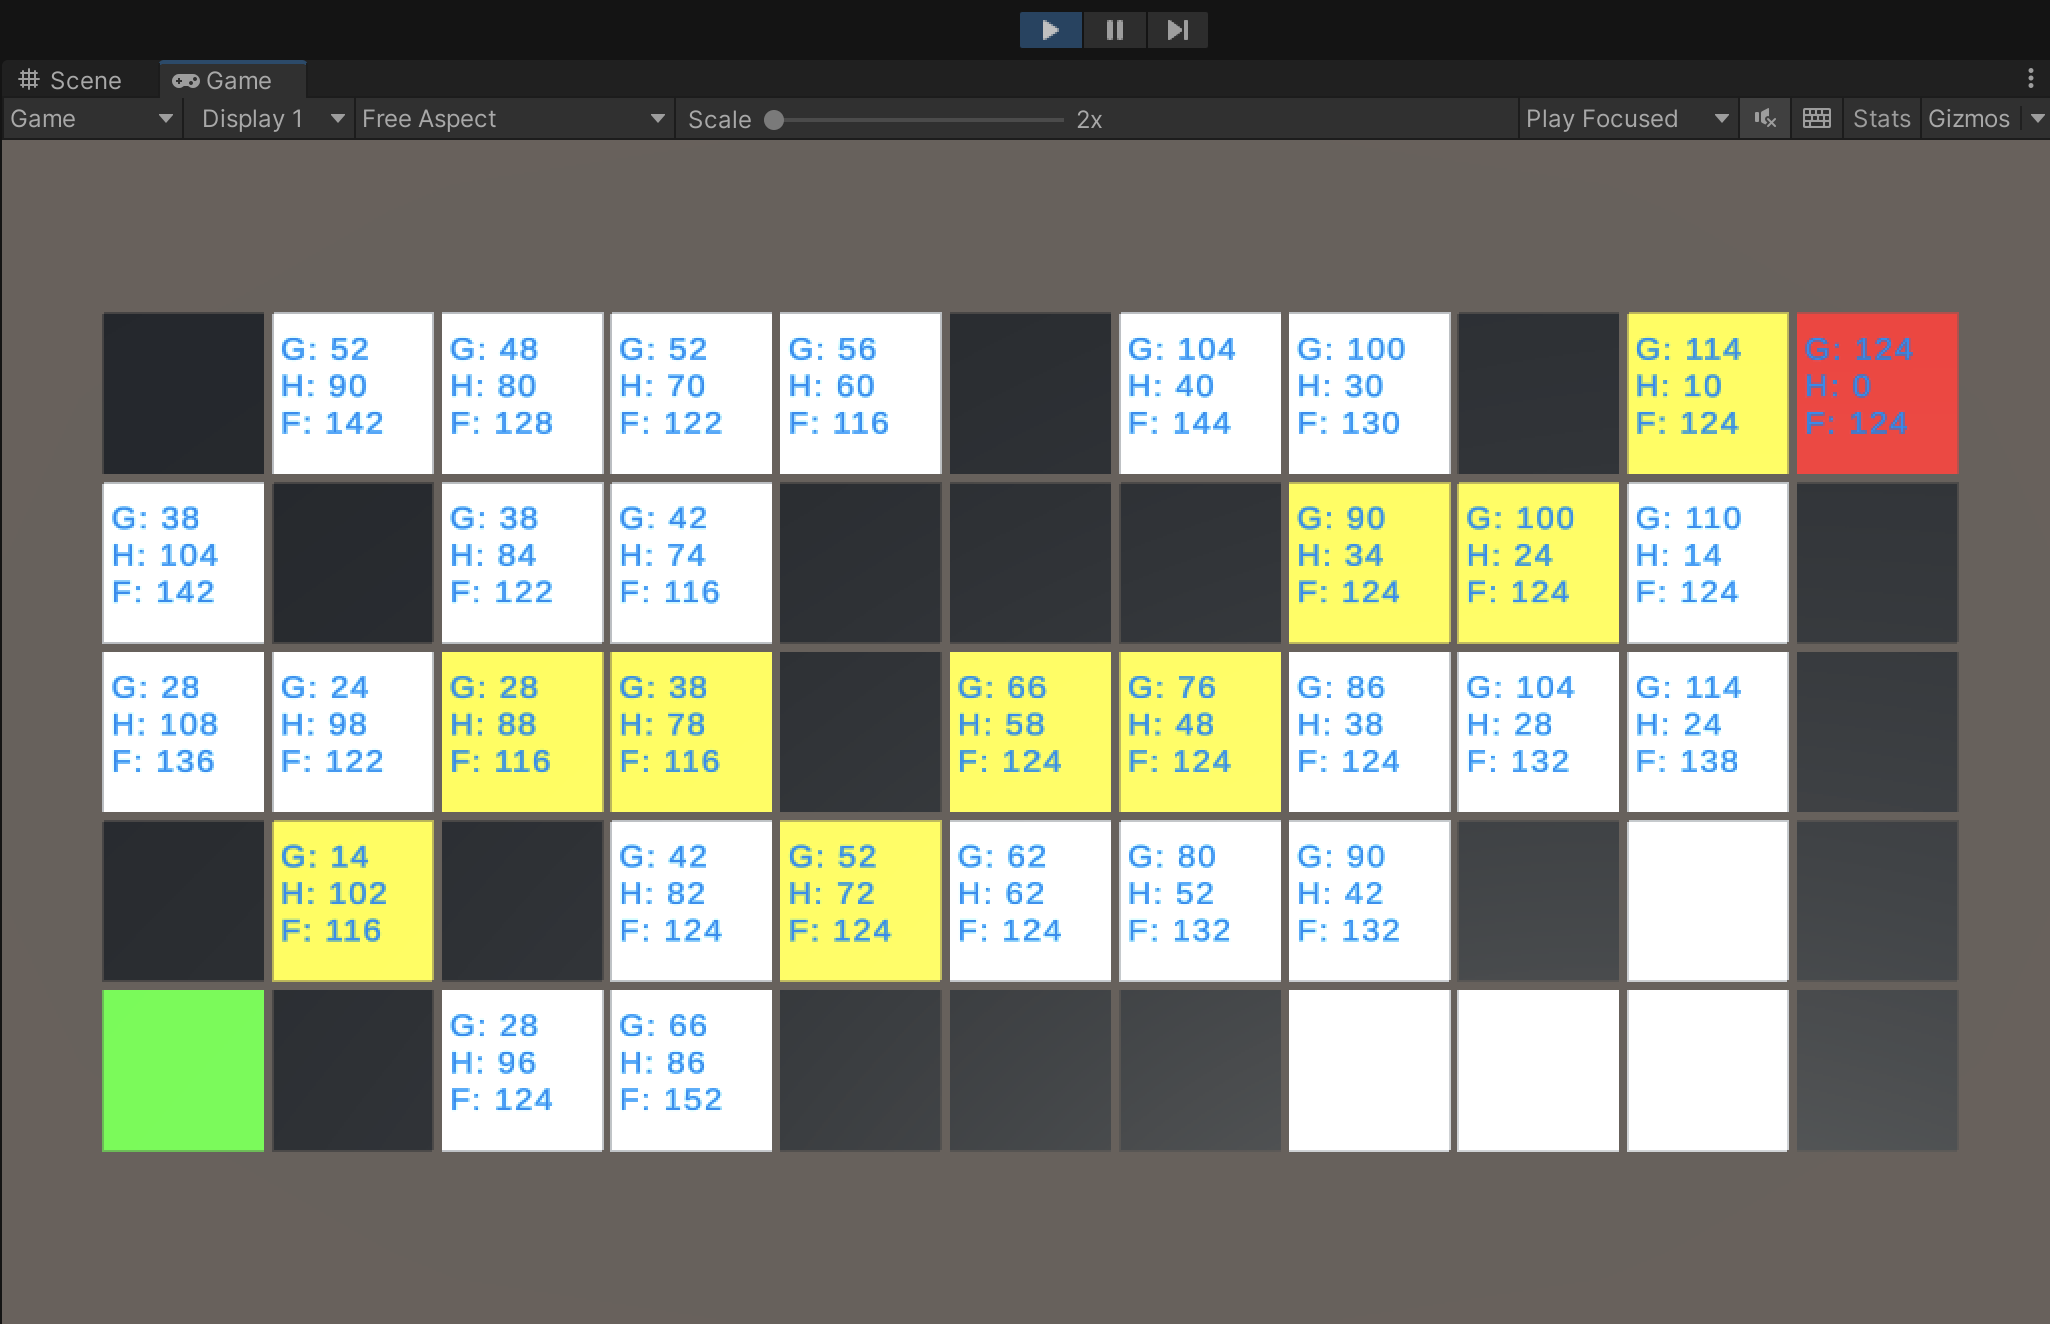 Scene
Game
Game
Display 1
Free Aspect
Scale
2x
Play Focused
Stats
Gizmos
G: 52
H: 90
F: 142
G: 48
H: 80
F: 128
G: 52
H: 70
F: 122
G: 56
H: 60
F: 116
G: 104
H: 40
F: 144
G: 100
H: 30
F: 130
G: 114
H: 10
F: 124
G: 124
H: 0
F: 124
G: 38
H: 104
F: 142
G: 38
H: 84
F: 122
G: 42
H: 74
F: 116
G: 90
H: 34
F: 124
G: 100
H: 24
F: 124
G: 110
H: 14
F: 124
G: 28
H: 108
F: 136
G: 24
H: 98
F: 122
G: 28
H: 88
F: 116
G: 38
H: 78
F: 116
G: 66
H: 58
F: 124
G: 76
H: 48
F: 124
G: 86
H: 38
F: 124
G: 104
H: 28
F: 132
G: 114
H: 24
F: 138
G: 14
H: 102
F: 116
G: 42
H: 82
F: 124
G: 52
H: 72
F: 124
G: 62
H: 62
F: 124
G: 80
H: 52
F: 132
G: 90
H: 42
F: 132
G: 28
H: 96
F: 124
G: 66
H: 86
F: 152